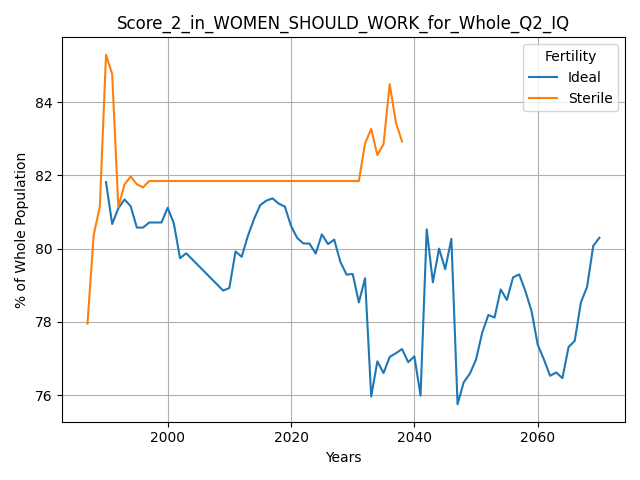 Score_2_in_WOMEN_SHOULD_WORK_for_Whole_Q2_IQ
Fertility
Ideal
Sterile
% of Whole Population
84
82
80
78
76
2000
2020
2040
2060
Years